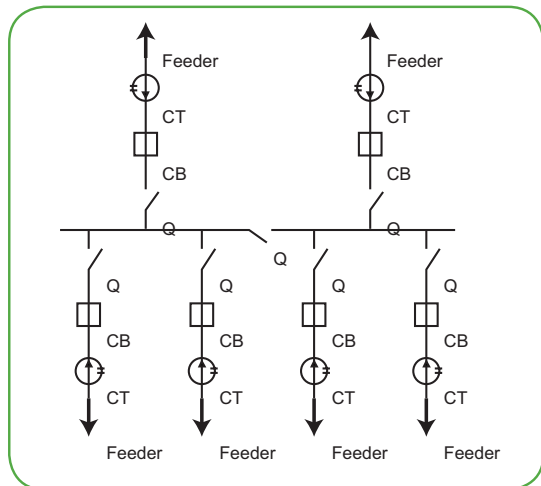 Feeder Feeder
CT CT
CB CB
Q Q
Q
Q Q Q Q
CB CB CB CB
CT CT CT CT
Feeder Feeder Feeder Feeder